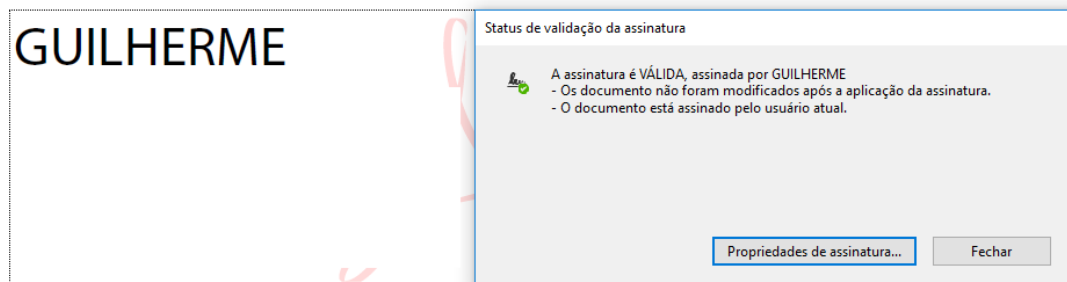 GUILHERME
Status de validação da assinatura
A assinatura é VÁLIDA, assinada por GUILHERME
- Os documento não foram modificados após a aplicação da assinatura.
- O documento está assinado pelo usuário atual.
Propriedades de assinatura...
Fechar